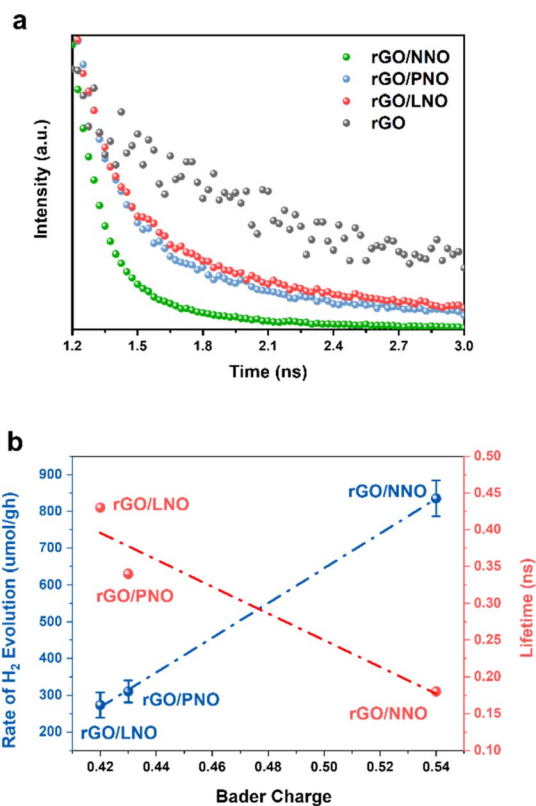 a
rGO/NNO
rGO/PNO
rGO/LNO
rGO
Intensity (a.u.)
1.2 1.5 1.8 2.1 2.4 2.7 3.0
Time (ns)
b
900
800
700
600
500
400
300
200
Rate of H₂ Evolution (umol/gh)
0.50
0.45
0.40
0.35
0.30
0.25
0.20
0.15
0.10
Lifetime (ns)
rGO/LNO
rGO/NNO
rGO/PNO
rGO/PNO
rGO/LNO
rGO/NNO
0.42 0.44 0.46 0.48 0.50 0.52 0.54
Bader Charge